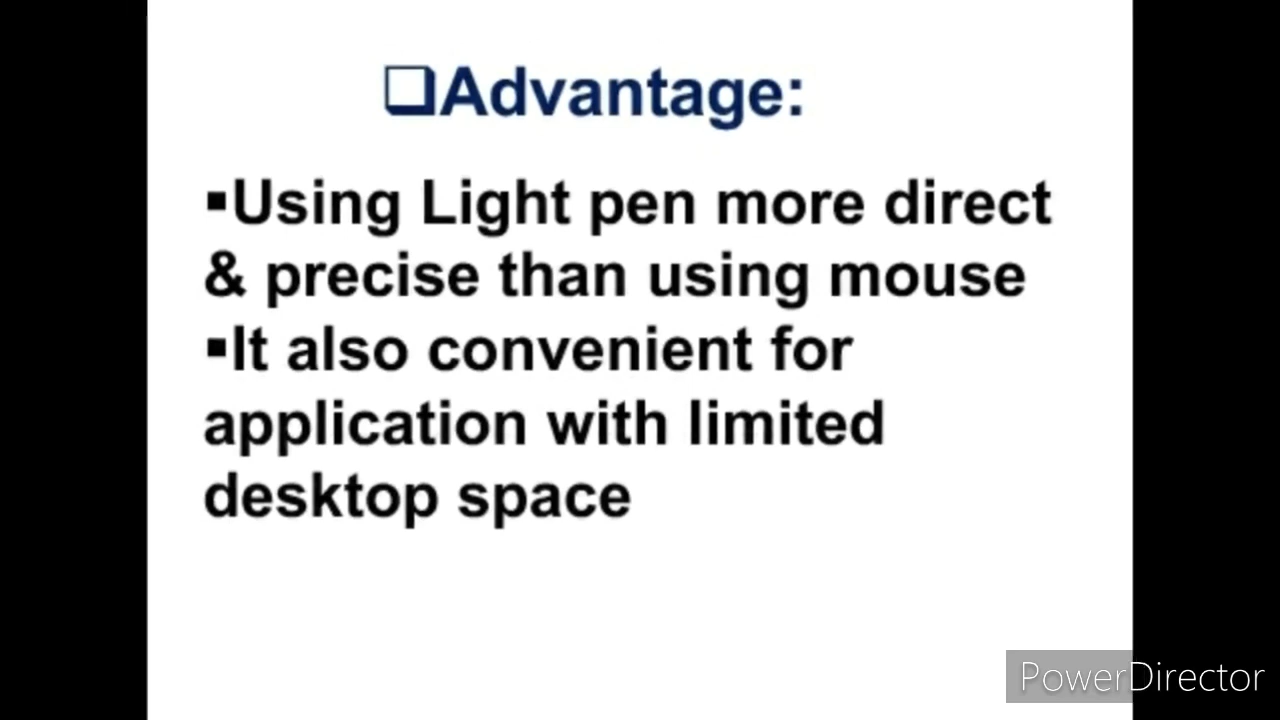 ❑Advantage:
▪Using Light pen more direct
& precise than using mouse
▪It also convenient for
application with limited
desktop space
PowerDirector